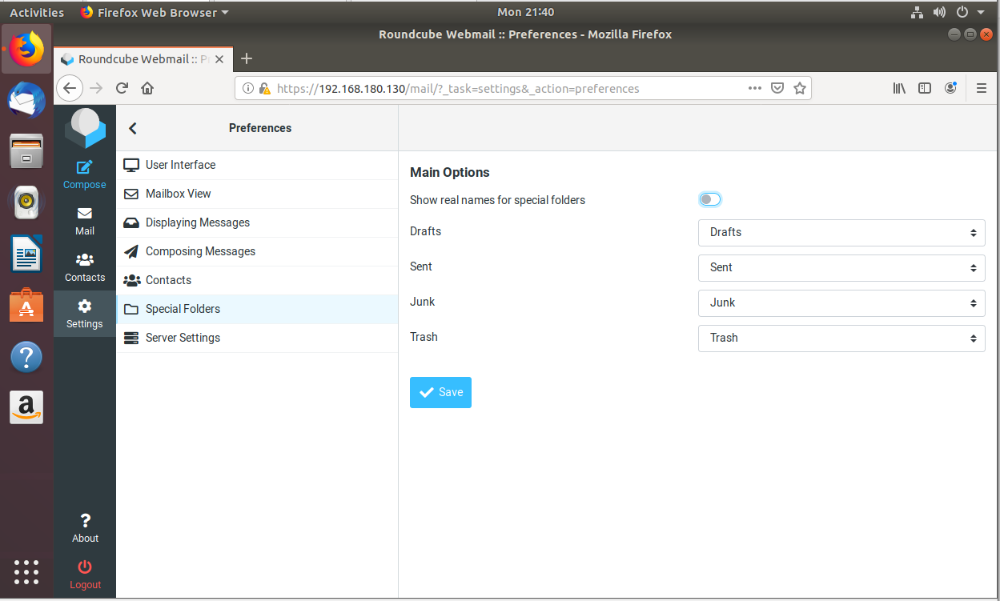 Activities Firefox Web Browser Mon 21:40
Roundcube Webmail :: Preferences - Mozilla Firefox
Roundcube Webmail :: P
https://192.168.180.130/mail/?_task=settings&_action=preferences
Compose
Mail
Contacts
Settings
About
Logout
Preferences
User Interface
Mailbox View
Displaying Messages
Composing Messages
Contacts
Special Folders
Server Settings
Main Options
Show real names for special folders
Drafts Drafts
Sent Sent
Junk Junk
Trash Trash
Save